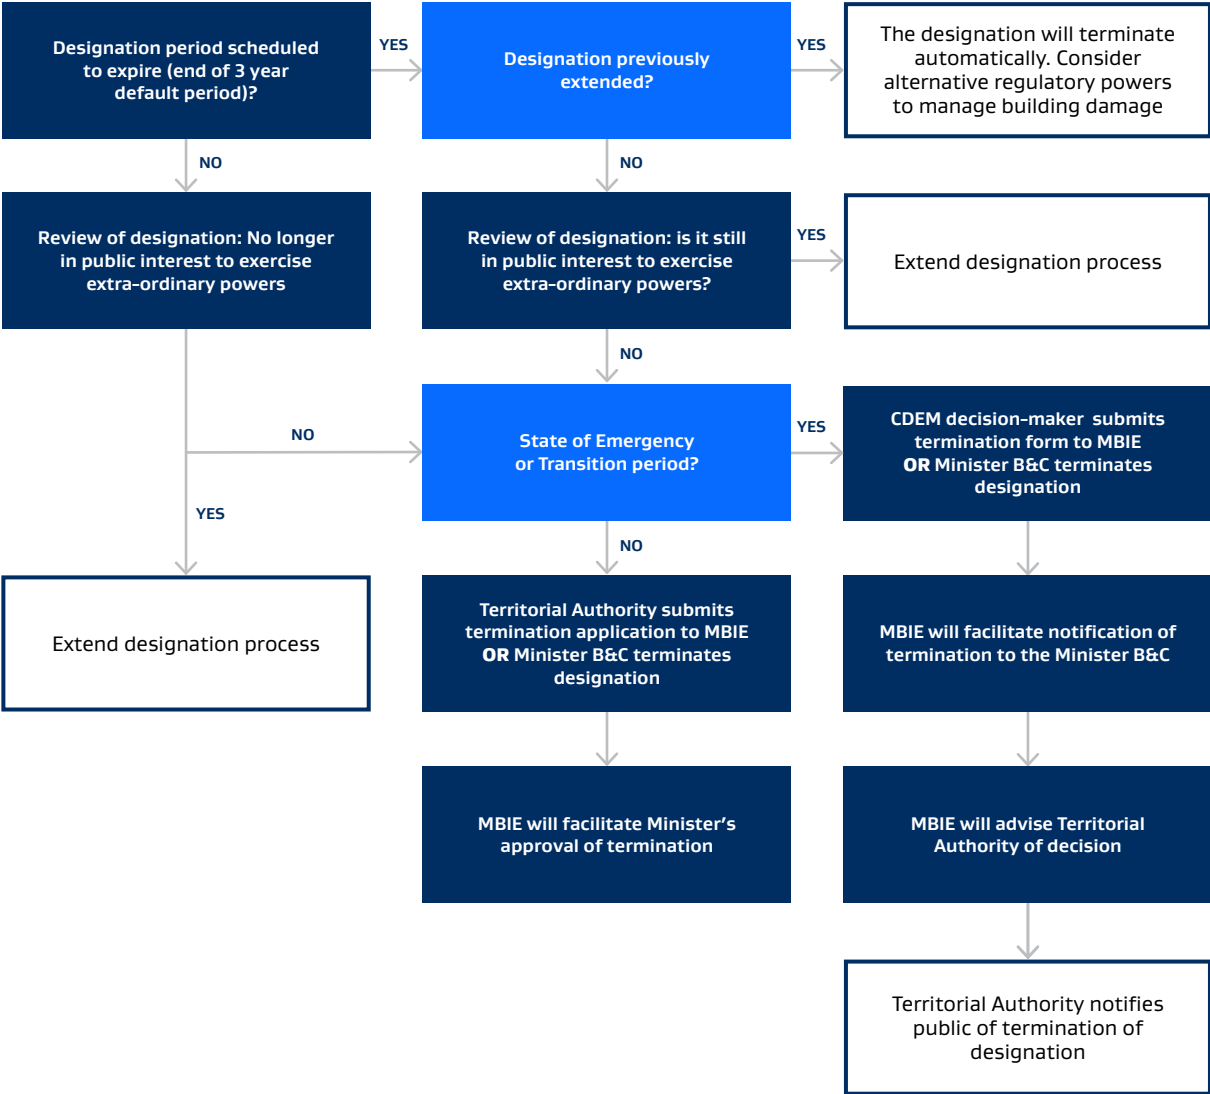 Designation period scheduled
to expire (end of 3 year
default period)?
YES
Designation previously
extended?
YES
The designation will terminate
automatically. Consider
alternative regulatory powers
to manage building damage
NO
NO
Review of designation: No longer
in public interest to exercise
extra-ordinary powers
Review of designation: is it still
in public interest to exercise
extra-ordinary powers?
YES
Extend designation process
NO
NO
State of Emergency
or Transition period?
YES
CDEM decision-maker submits
termination form to MBIE
OR Minister B&C terminates
designation
YES
NO
Extend designation process
Territorial Authority submits
termination application to MBIE
OR Minister B&C terminates
designation
MBIE will facilitate notification of
termination to the Minister B&C
MBIE will facilitate Minister’s
approval of termination
MBIE will advise Territorial
Authority of decision
Territorial Authority notifies
public of termination of
designation